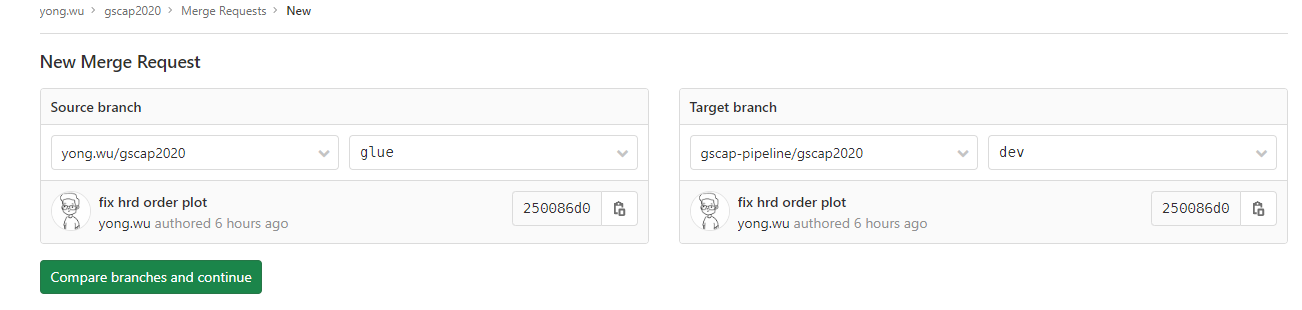 yong.wu > gscap2020 > Merge Requests > New
New Merge Request
Source branch
yong.wu/gscap2020
glue
fix hrd order plot
250086d0
yong.wu authored 6 hours ago
Target branch
gscap-pipeline/gscap2020
dev
fix hrd order plot
250086d0
yong.wu authored 6 hours ago
Compare branches and continue